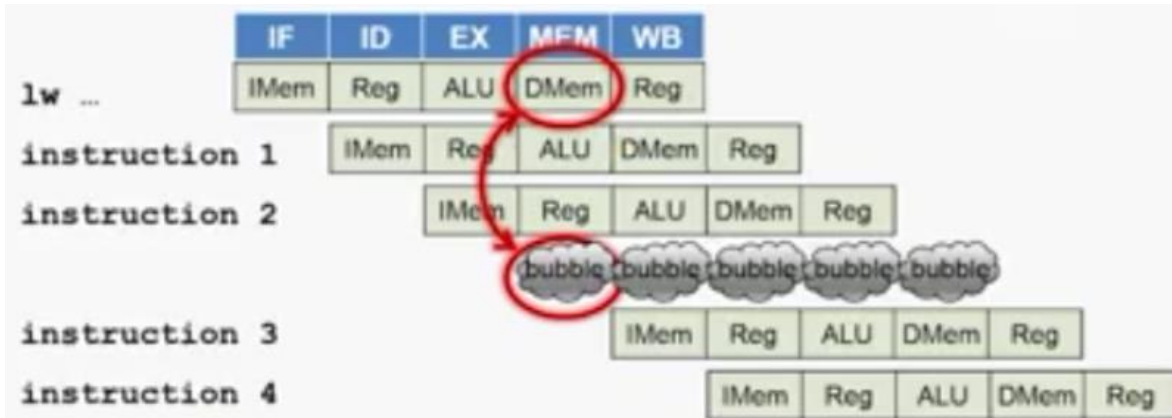 IF ID EX MEM WB
lw … IMem Reg ALU DMem Reg
instruction 1 IMem Reg ALU DMem Reg
instruction 2 IMem Reg ALU DMem Reg
bubble bubble bubble bubble bubble
instruction 3 IMem Reg ALU DMem Reg
instruction 4 IMem Reg ALU DMem Reg